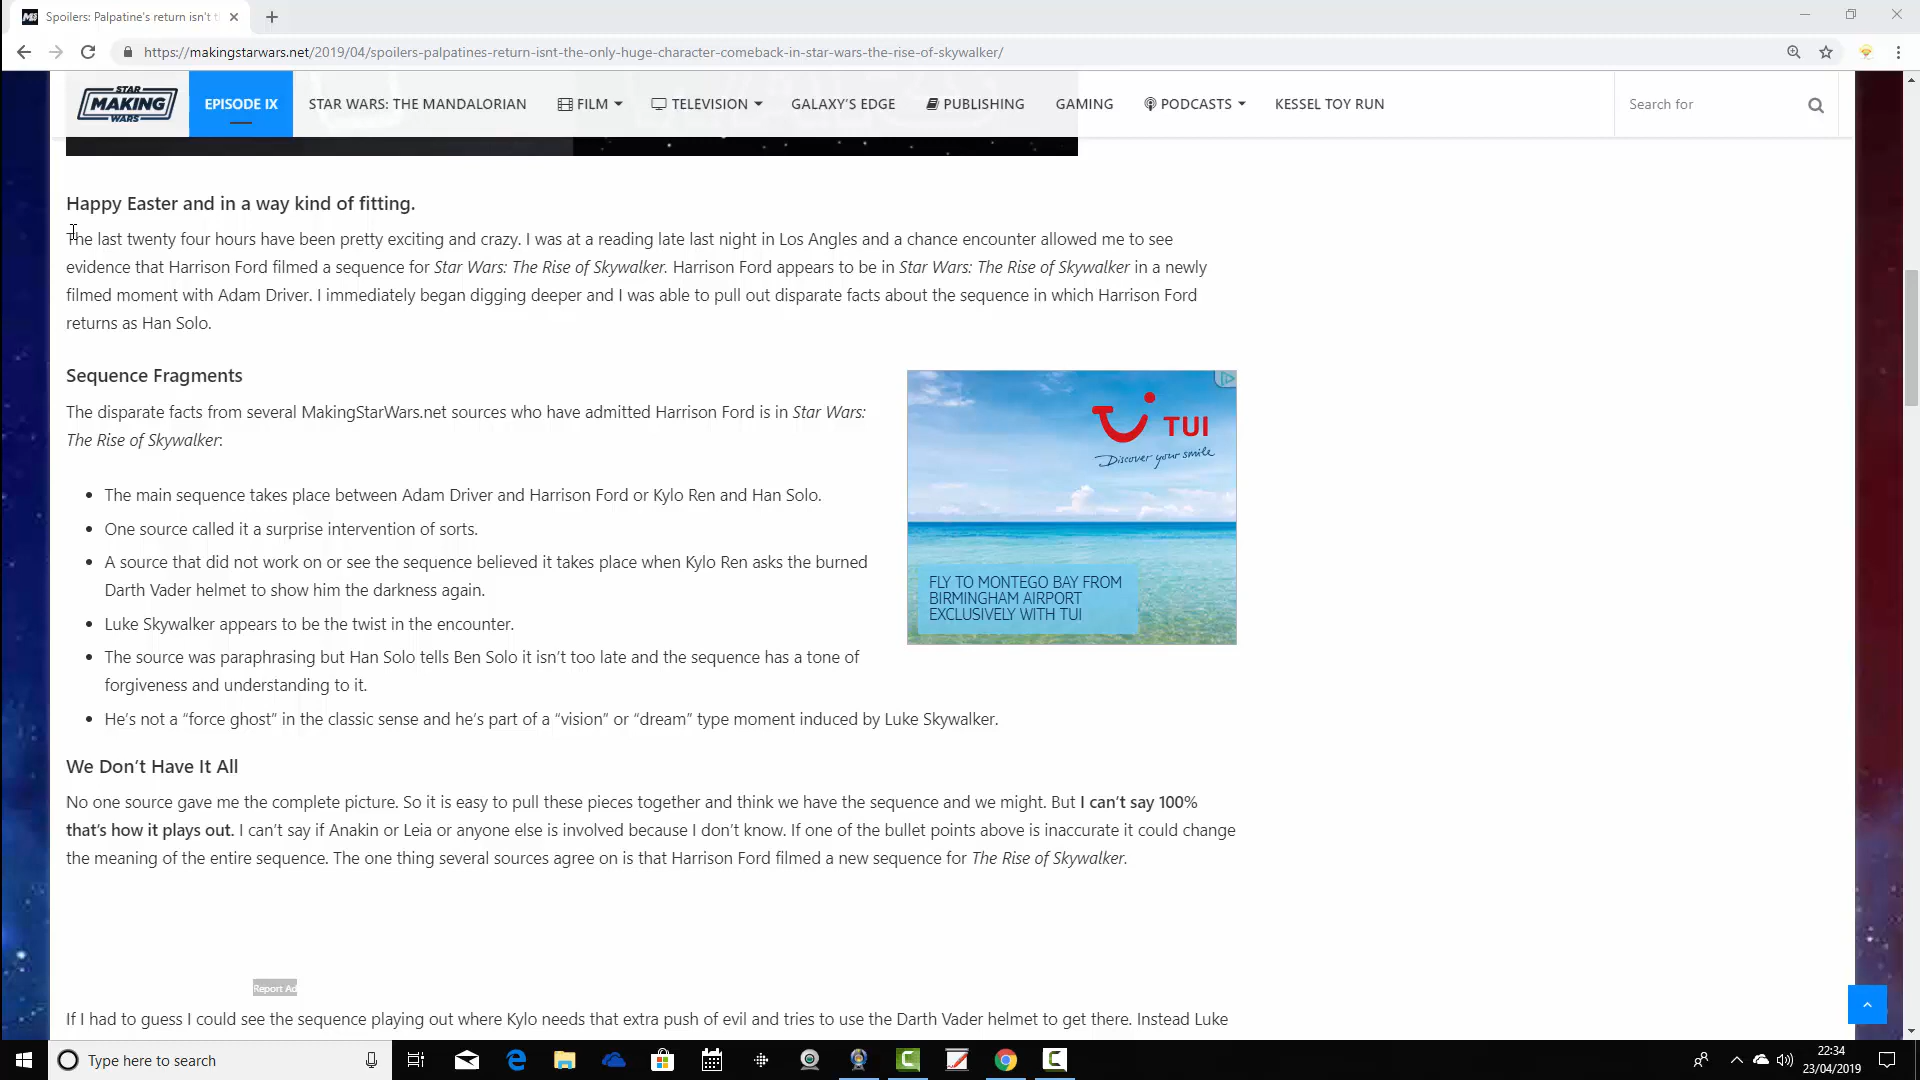 Spoilers: Palpatine's return isn't t
https://makingstarwars.net/2019/04/spoilers-palpatines-return-isnt-the-only-huge-character-comeback-in-star-wars-the-rise-of-skywalker/
STAR
MAKING
WARS
EPISODE IX
STAR WARS: THE MANDALORIAN
FILM
TELEVISION
GALAXY'S EDGE
PUBLISHING
GAMING
PODCASTS
KESSEL TOY RUN
Search for
Happy Easter and in a way kind of fitting.
The last twenty four hours have been pretty exciting and crazy. I was at a reading late last night in Los Angles and a chance encounter allowed me to see
evidence that Harrison Ford filmed a sequence for Star Wars: The Rise of Skywalker. Harrison Ford appears to be in Star Wars: The Rise of Skywalker in a newly
filmed moment with Adam Driver. I immediately began digging deeper and I was able to pull out disparate facts about the sequence in which Harrison Ford
returns as Han Solo.
Sequence Fragments
The disparate facts from several MakingStarWars.net sources who have admitted Harrison Ford is in Star Wars:
The Rise of Skywalker:
The main sequence takes place between Adam Driver and Harrison Ford or Kylo Ren and Han Solo.
One source called it a surprise intervention of sorts.
A source that did not work on or see the sequence believed it takes place when Kylo Ren asks the burned
Darth Vader helmet to show him the darkness again.
Luke Skywalker appears to be the twist in the encounter.
The source was paraphrasing but Han Solo tells Ben Solo it isn't too late and the sequence has a tone of
forgiveness and understanding to it.
He's not a “force ghost” in the classic sense and he's part of a “vision” or “dream” type moment induced by Luke Skywalker.
TUI
Discover your smile
FLY TO MONTEGO BAY FROM
BIRMINGHAM AIRPORT
EXCLUSIVELY WITH TUI
We Don't Have It All
No one source gave me the complete picture. So it is easy to pull these pieces together and think we have the sequence and we might. But I can't say 100%
that's how it plays out. I can't say if Anakin or Leia or anyone else is involved because I don't know. If one of the bullet points above is inaccurate it could change
the meaning of the entire sequence. The one thing several sources agree on is that Harrison Ford filmed a new sequence for The Rise of Skywalker.
Report Ad
If I had to guess I could see the sequence playing out where Kylo needs that extra push of evil and tries to use the Darth Vader helmet to get there. Instead Luke
Type here to search
22:34
23/04/2019